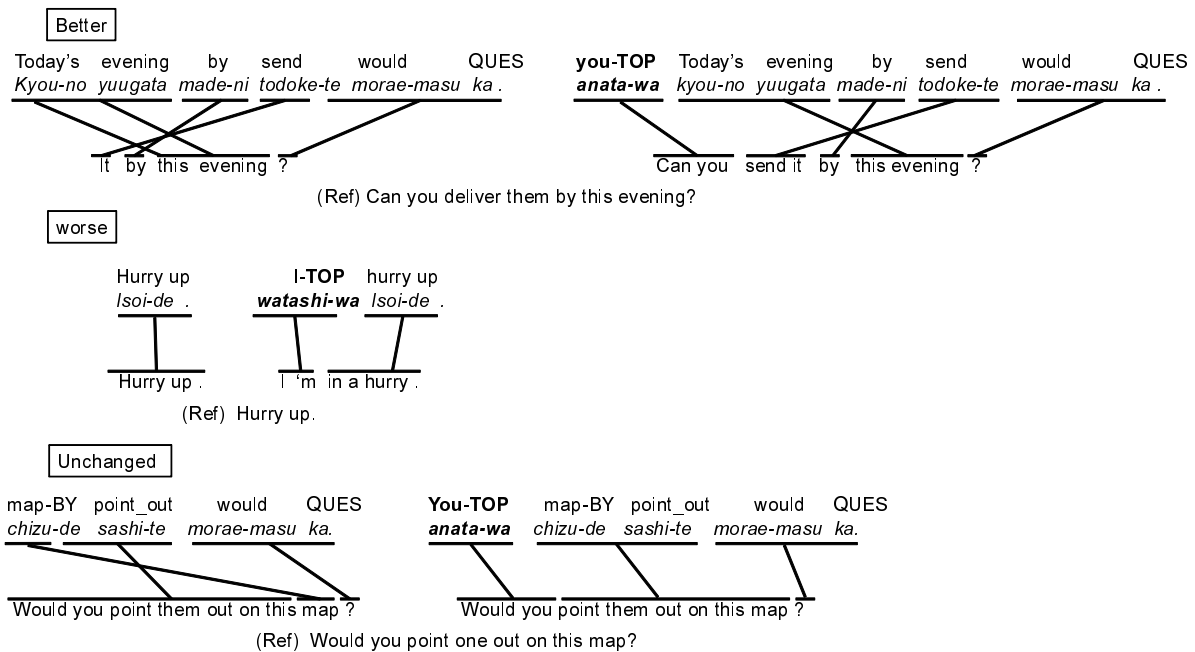 Better
Today's evening by send would QUES you-TOP Today's evening by send would QUES
Kyou-no yuugata made-ni todoke-te morae-masu ka . anata-wa kyou-no yuugata made-ni todoke-te morae-masu ka .
It by this evening ? Can you send it by this evening ?
(Ref) Can you deliver them by this evening?
worse
Hurry up I-TOP hurry up
Isoi-de . watashi-wa Isoi-de .
Hurry up . I 'm in a hurry .
(Ref) Hurry up.
Unchanged
map-BY point_out would QUES You-TOP map-BY point_out would QUES
chizu-de sashi-te morae-masu ka. anata-wa chizu-de sashi-te morae-masu ka.
Would you point them out on this map ? Would you point them out on this map ?
(Ref) Would you point one out on this map?